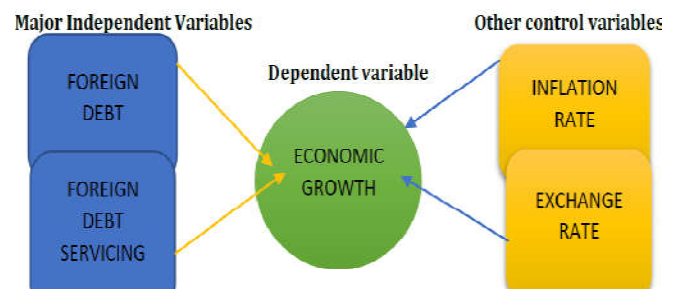 Major Independent Variables
Other control variables
Dependent variable
FOREIGN
DEBT
FOREIGN
DEBT
SERVICING
ECONOMIC
GROWTH
INFLATION
RATE
EXCHANGE
RATE